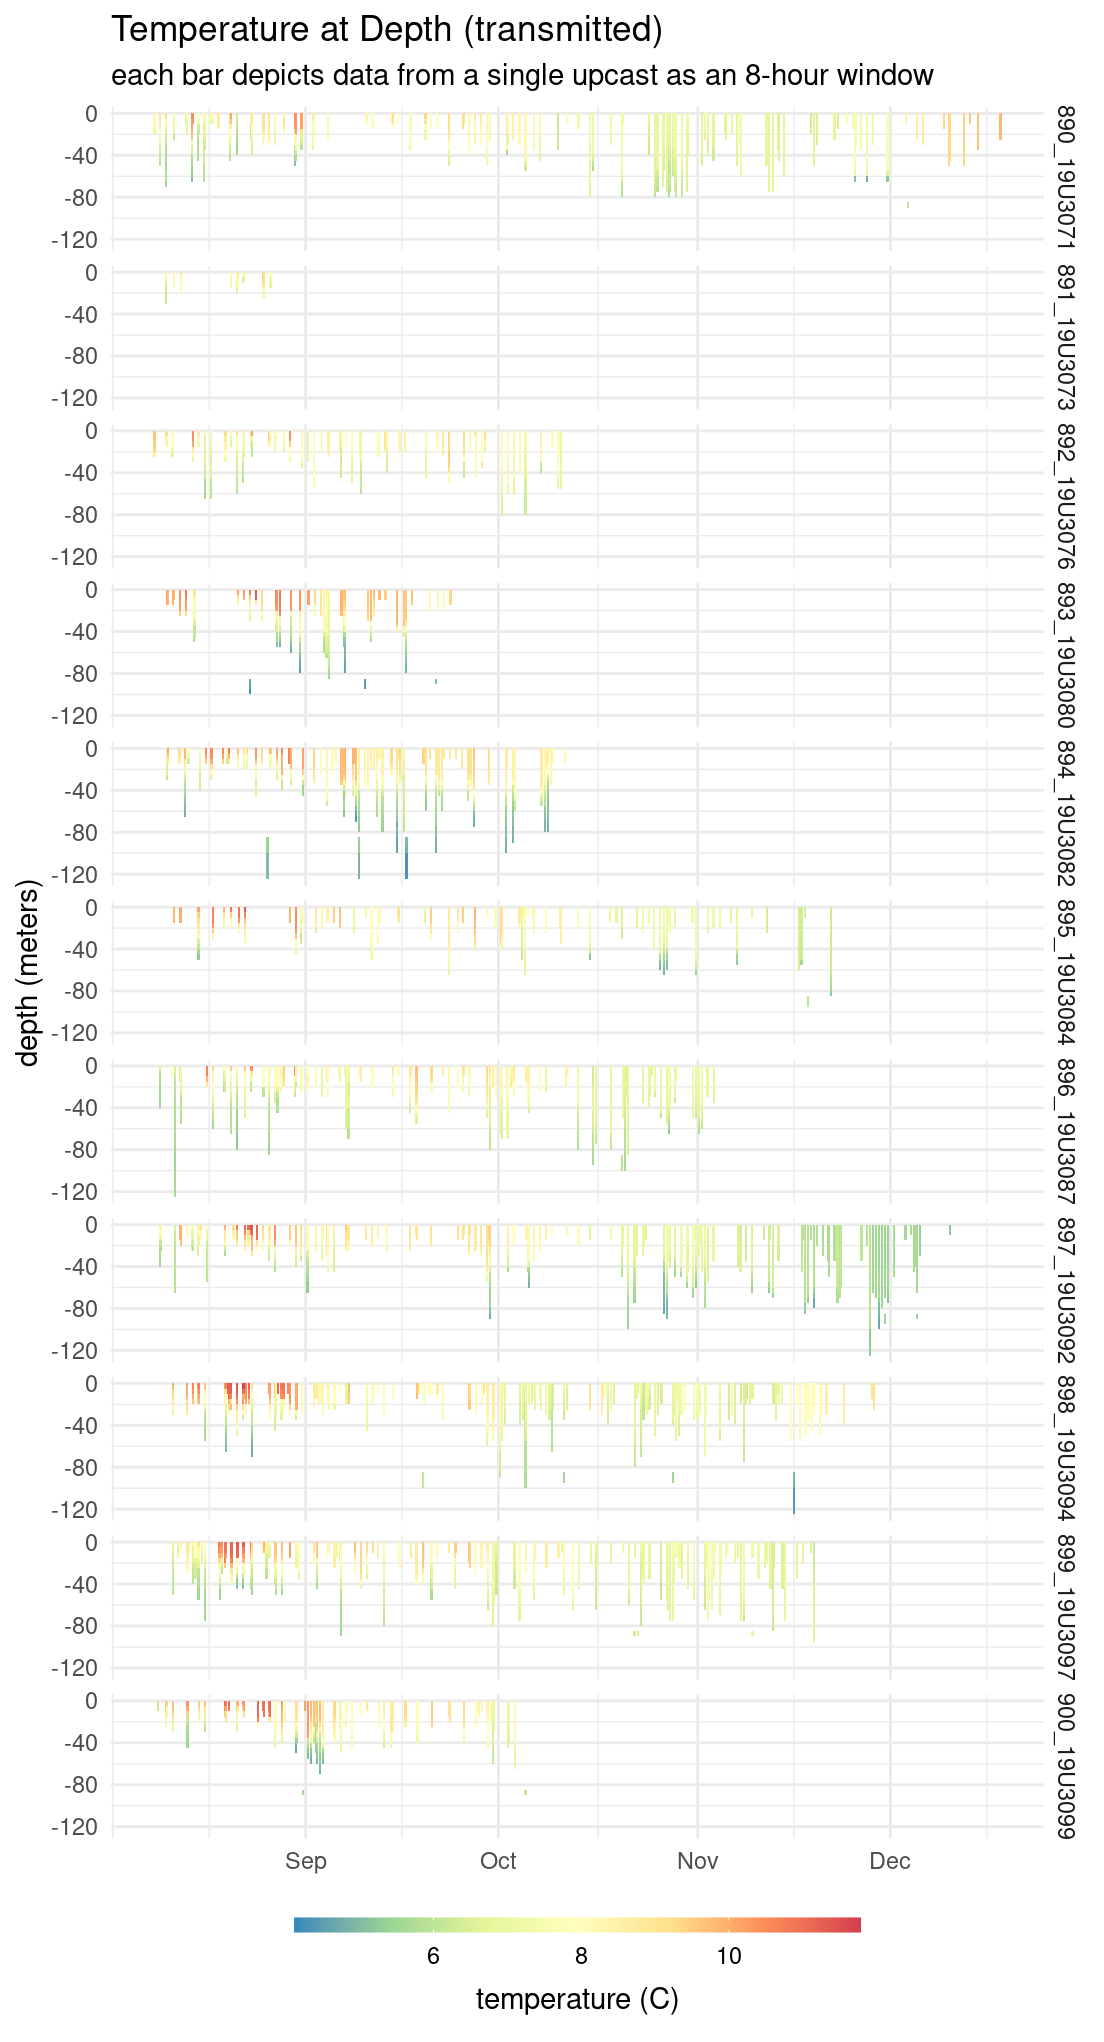 Temperature at Depth (transmitted)
each bar depicts data from a single upcast as an 8-hour window
depth (meters)
0
-40
-80
-120
890_19U3071
0
-40
-80
-120
891_19U3073
0
-40
-80
-120
892_19U3076
0
-40
-80
-120
893_19U3080
0
-40
-80
-120
894_19U3082
0
-40
-80
-120
895_19U3084
0
-40
-80
-120
896_19U3087
0
-40
-80
-120
897_19U3092
0
-40
-80
-120
898_19U3094
0
-40
-80
-120
899_19U3097
0
-40
-80
-120
900_19U3099
Sep Oct Nov Dec
6 8 10
temperature (C)